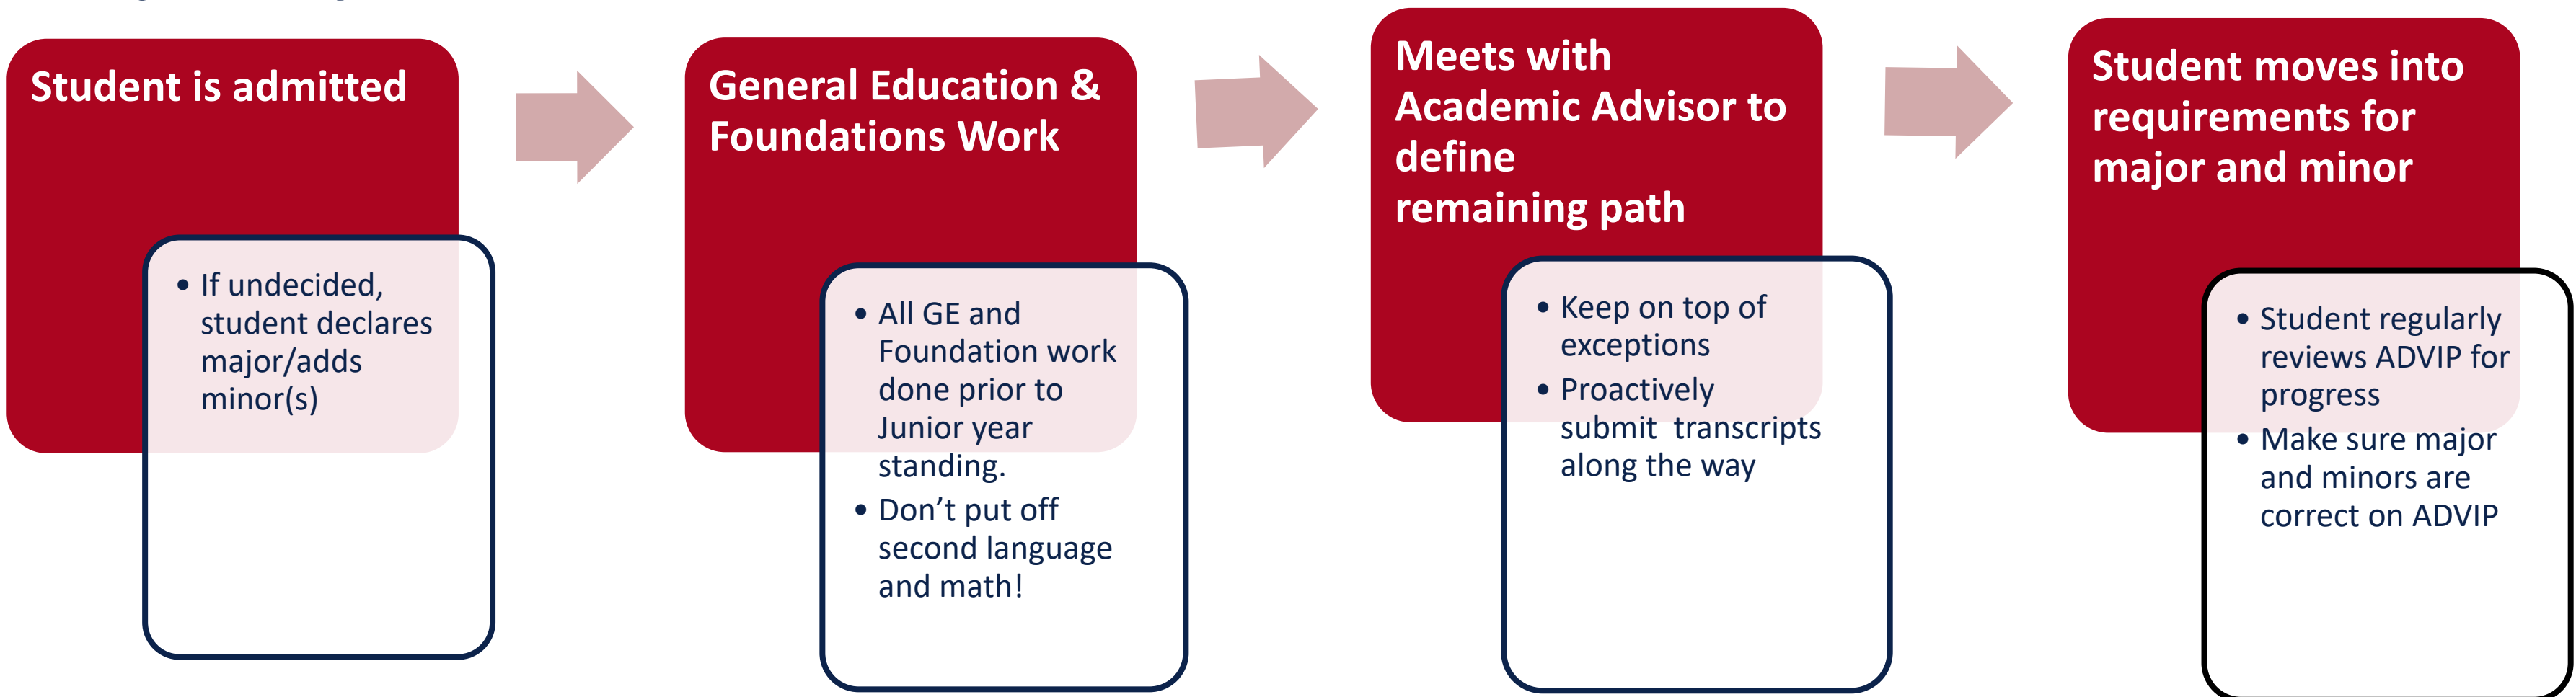 Student is admitted
• If undecided,
student declares
major/adds
minor(s)
General Education &
Foundations Work
• All GE and
Foundation work
done prior to
Junior year
standing.
• Don’t put off
second language
and math!
Meets with
Academic Advisor to
define
remaining path
• Keep on top of
exceptions
• Proactively
submit  transcripts
along the way
Student moves into
requirements for
major and minor
• Student regularly
reviews ADVIP for
progress
• Make sure major
and minors are
correct on ADVIP